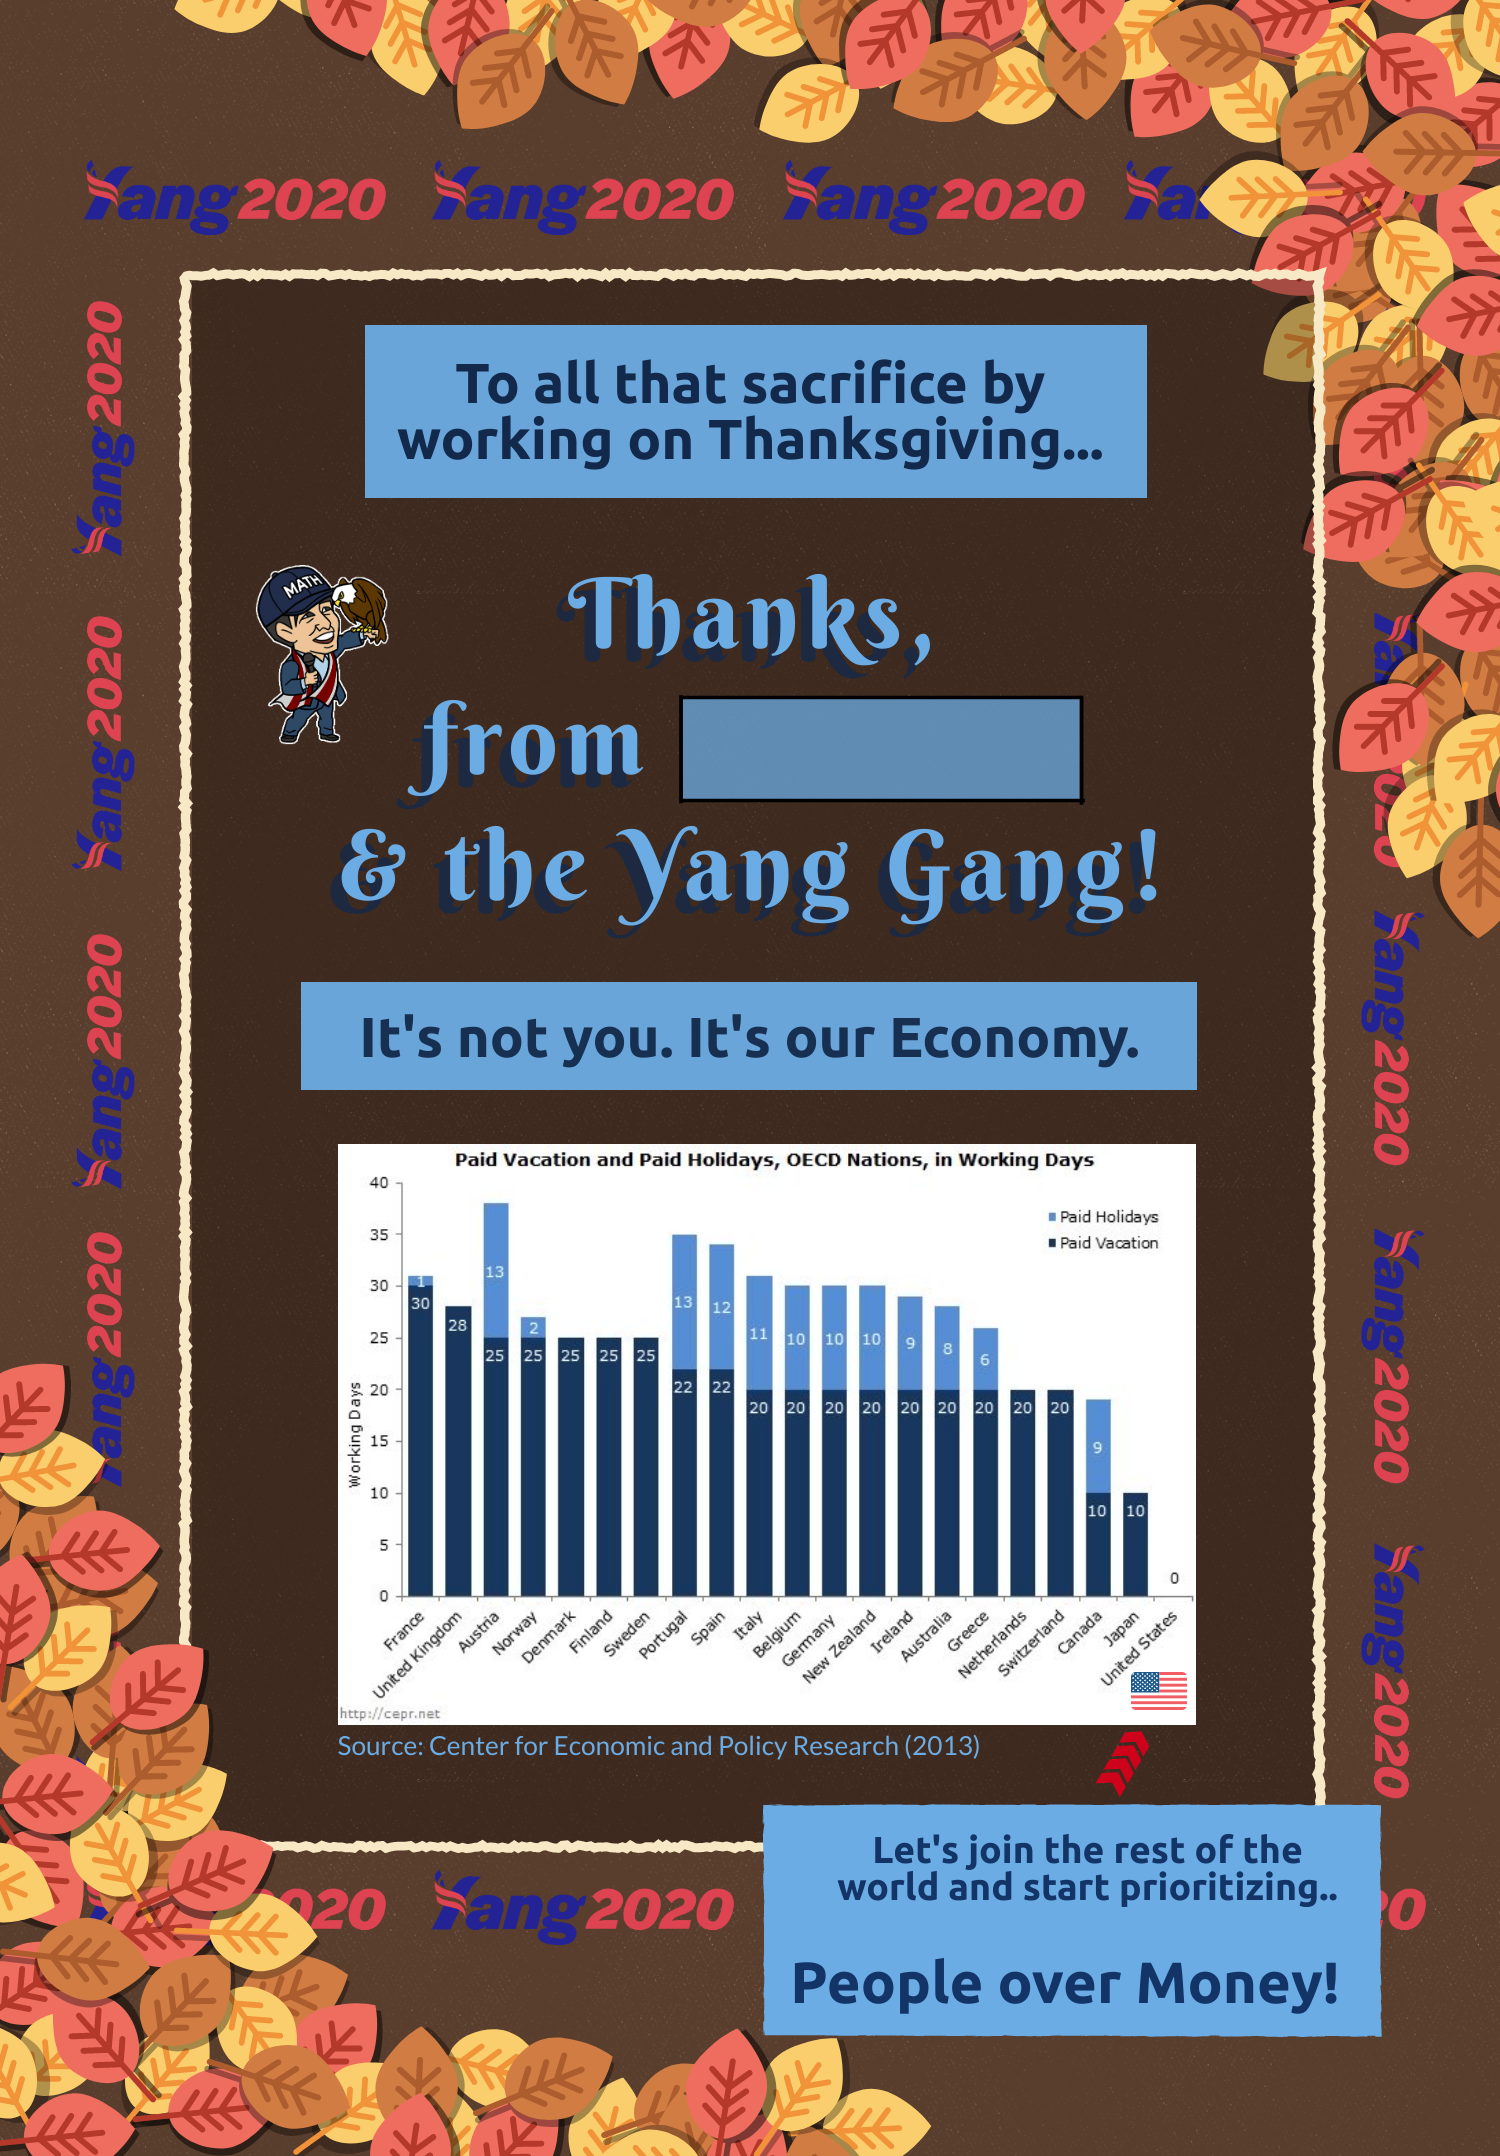 Yang2020 Yang2020 Yang2020 Ya
Yang2020
Yang2020
Yang2020
Yang2020
To all that sacrifice by
working on Thanksgiving...
MATH
Thanks,
from
& the Yang Gang!
It's not you. It's our Economy.
Paid Vacation and Paid Holidays, OECD Nations, in Working Days
Paid Holidays
Paid Vacation
Working Days
40
35
30
25
20
15
10
5
0
1 13 2 13 12 11 10 10 10 9 8 6 9
30 28 25 25 25 25 25 22 22 20 20 20 20 20 20 20 20 20 10 10 0
France United Kingdom Austria Norway Denmark Finland Sweden Portugal Spain Italy Belgium Germany New Zealand Ireland Australia Greece Netherlands Switzerland Canada Japan United States
http://cepr.net
Source: Center for Economic and Policy Research (2013)
Yang2020
Yang2020
Yang2020
Let's join the rest of the
world and start prioritizing..
People over Money!
2020 Yang2020 20